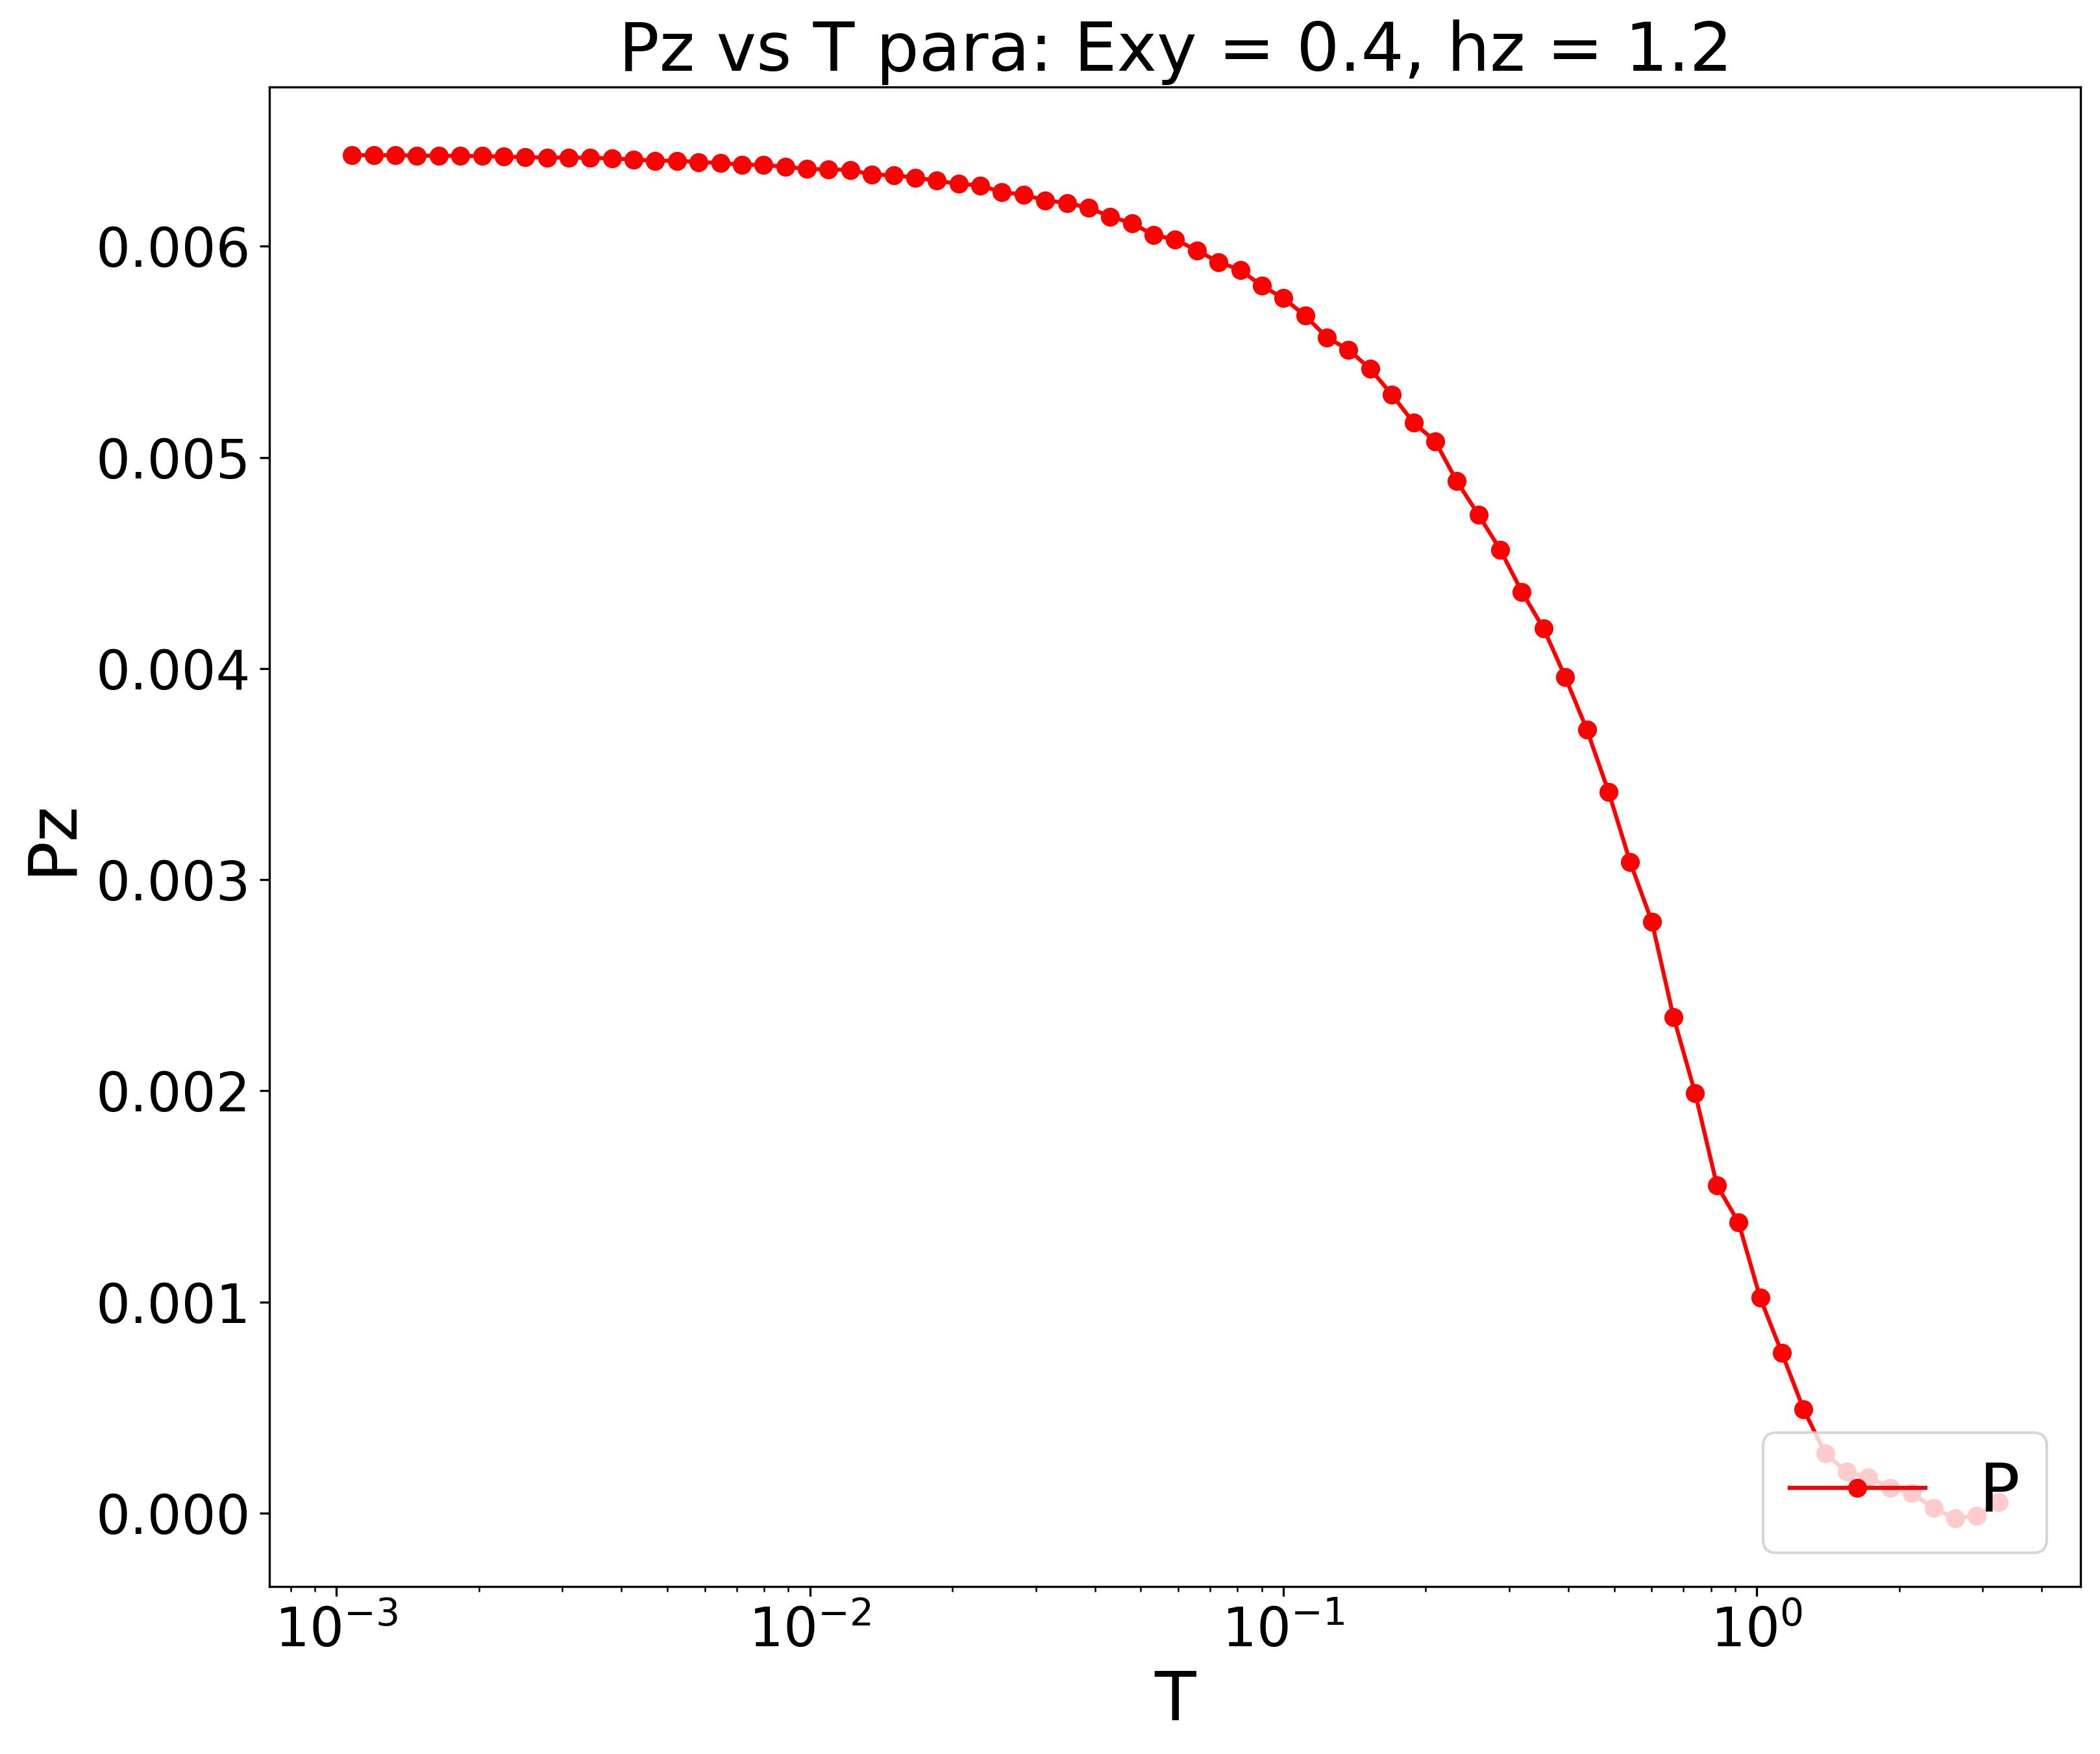 Pz vs T para: Exy = 0.4, hz = 1.2
Pz
0.006
0.005
0.004
0.003
0.002
0.001
0.000
P
10⁻³ 10⁻² 10⁻¹ 10⁰
T